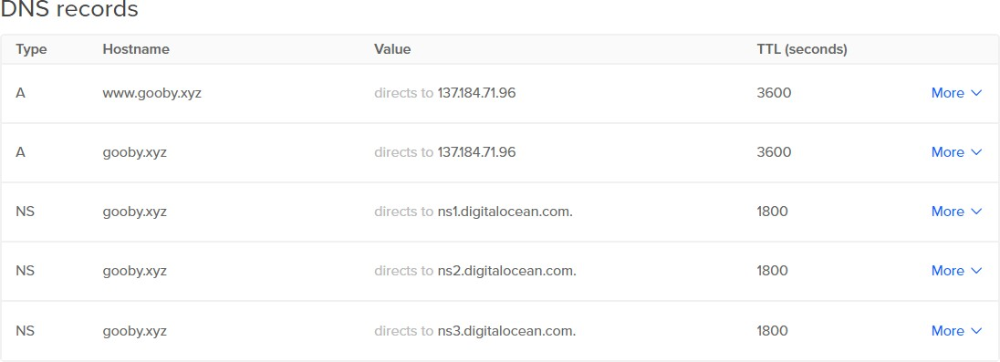 DNS records
Type Hostname Value TTL (seconds)
A www.gooby.xyz directs to 137.184.71.96 3600 More
A gooby.xyz directs to 137.184.71.96 3600 More
NS gooby.xyz directs to ns1.digitalocean.com. 1800 More
NS gooby.xyz directs to ns2.digitalocean.com. 1800 More
NS gooby.xyz directs to ns3.digitalocean.com. 1800 More